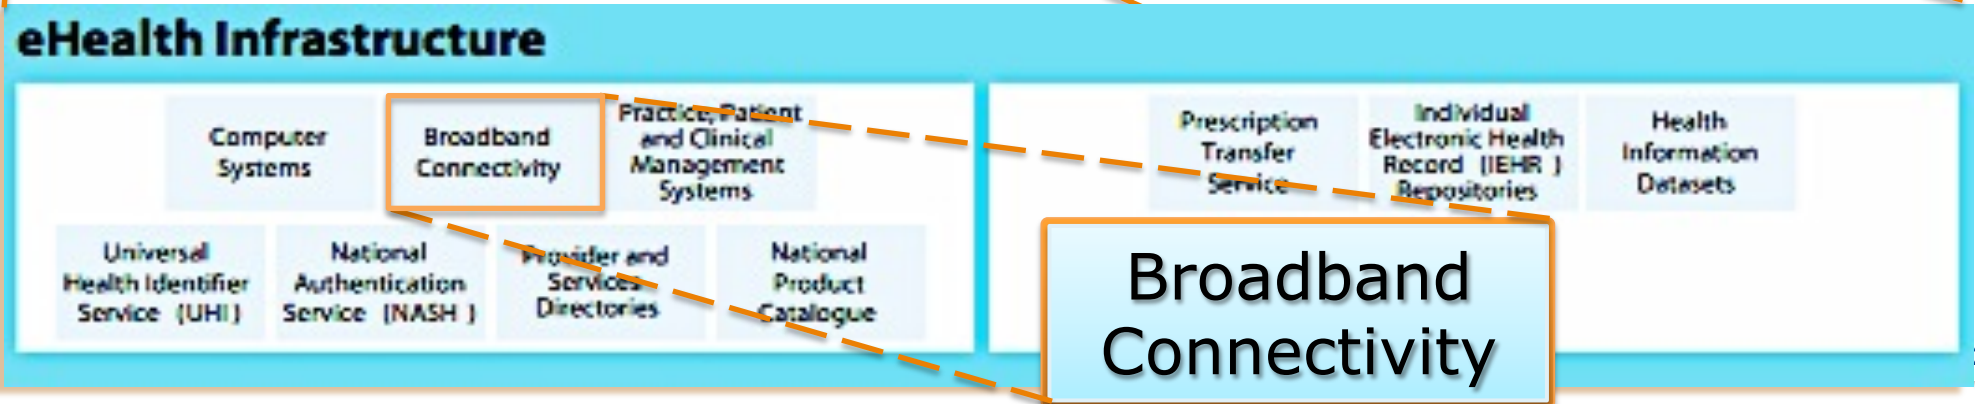 eHealth Infrastructure
Computer
Systems
Broadband
Connectivity
Practice, Patient
and Clinical
Management
Systems
Universal
Health Identifier
Service (UHI)
National
Authentication
Service (NASH )
Provider and
Services
Directories
National
Product
Catalogue
Prescription
Transfer
Service
Individual
Electronic Health
Record (IEHR )
Repositories
Health
Information
Datasets
Broadband
Connectivity